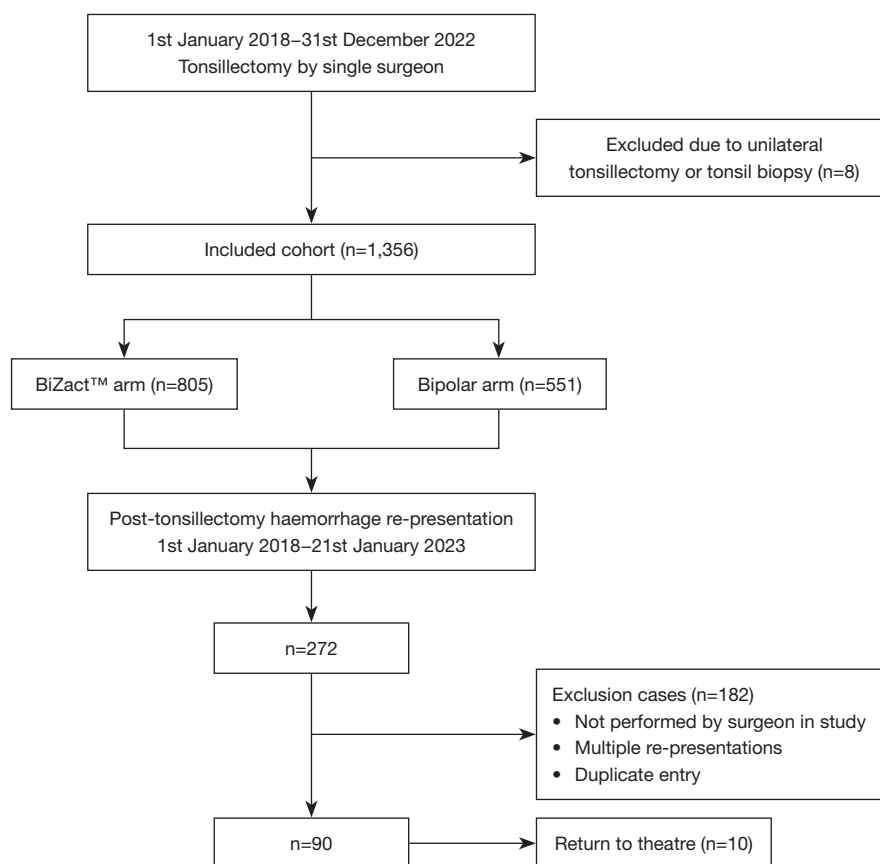 1st January 2018–31st December 2022
Tonsillectomy by single surgeon
Excluded due to unilateral
tonsillectomy or tonsil biopsy (n=8)
Included cohort (n=1,356)
BiZact™ arm (n=805)
Bipolar arm (n=551)
Post-tonsillectomy haemorrhage re-presentation
1st January 2018–21st January 2023
n=272
Exclusion cases (n=182)
• Not performed by surgeon in study
• Multiple re-presentations
• Duplicate entry
n=90
Return to theatre (n=10)